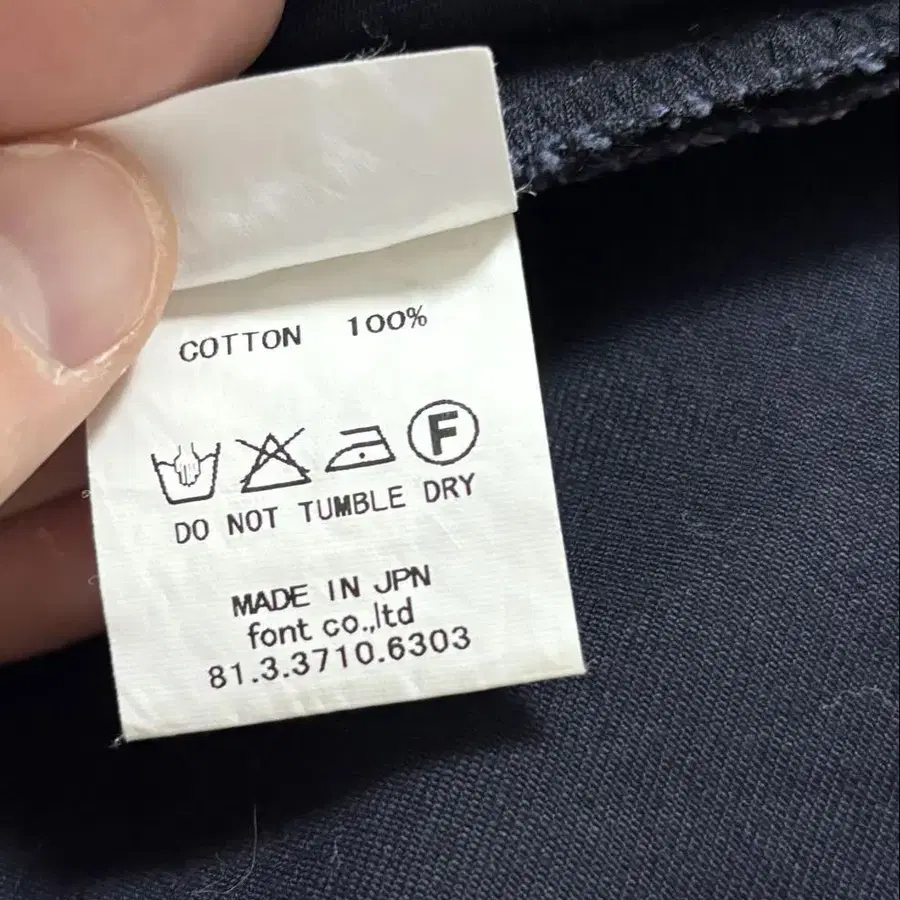 COTTON 100%
F
DO NOT TUMBLE DRY
MADE IN JPN
font co.,ltd
81.3.3710.6303